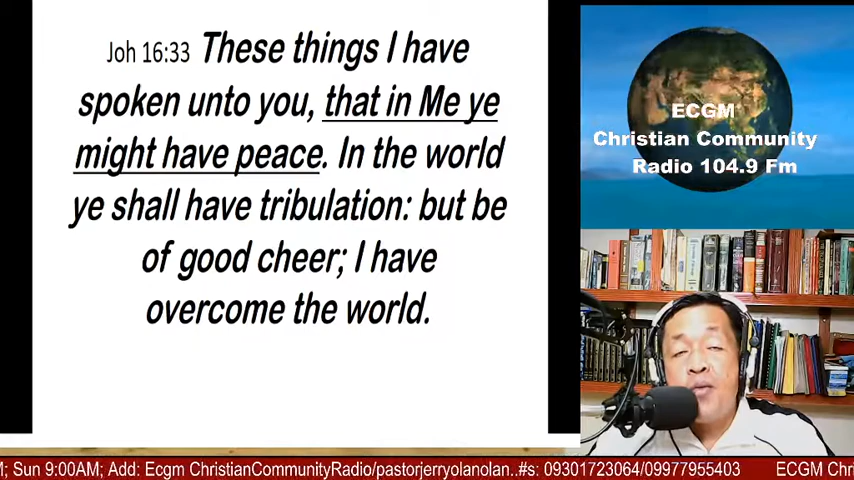 Joh 16:33 These things I have
spoken unto you, that in Me ye
might have peace. In the world
ye shall have tribulation: but be
of good cheer; I have
overcome the world.
ECGM
Christian Community
Radio 104.9 Fm
M; Sun 9:00AM; Add: Ecgm ChristianCommunityRadio/pastorjerryolanolan..#s: 09301723064/09977955403 ECGM Chri